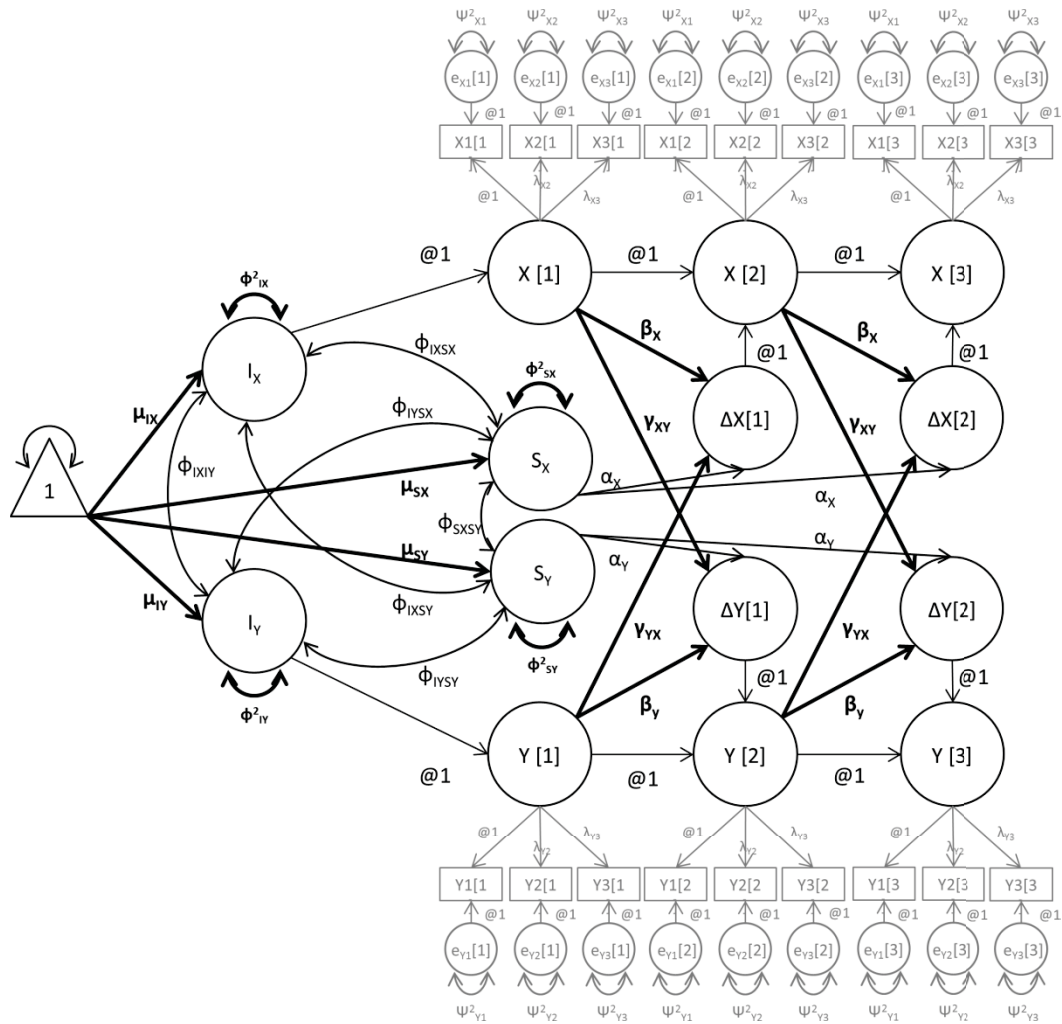 Ψ²X1 Ψ²X2 Ψ²X3 Ψ²X1 Ψ²X2 Ψ²X3 Ψ²X1 Ψ²X2 Ψ²X3
eX1[1] eX2[1] eX3[1] eX1[2] eX2[2] eX3[2] eX1[3] eX2[3] eX3[3]
@1 @1 @1 @1 @1 @1 @1 @1 @1
X1[1 X2[1 X3[1 X1[2 X2[2 X3[2 X1[3 X2[3 X3[3
@1 λX2 λX3 @1 λX2 λX3 @1 λX2 λX3
@1 @1 @1
X [1] X [2] X [3]
ϕ²IX
IX
ϕIXSX
βX βX
@1 @1
ϕ²SX
μIX
ϕIYSX
γXY γXY
ΔX[1] ΔX[2]
1
ϕIXIY
SX
μSX
αX αX
ϕSXSY
μSY
αY αY
SY
μIY
ϕIXSY
ΔY[1] ΔY[2]
IY
γYX γYX
ϕ²SY
ϕIYSY
@1 @1
ϕ²IY
βy βy
Y [1] Y [2] Y [3]
@1 @1 @1
@1 λY2 λY3 @1 λY2 λY3 @1 λY2 λY3
Y1[1 Y2[1 Y3[1 Y1[2 Y2[2 Y3[2 Y1[3 Y2[3 Y3[3
@1 @1 @1 @1 @1 @1 @1 @1 @1
eY1[1] eY2[1] eY3[1] eY1[2] eY2[2] eY3[2] eY1[3] eY2[3] eY3[3]
Ψ²Y1 Ψ²Y2 Ψ²Y3 Ψ²Y1 Ψ²Y2 Ψ²Y3 Ψ²Y1 Ψ²Y2 Ψ²Y3